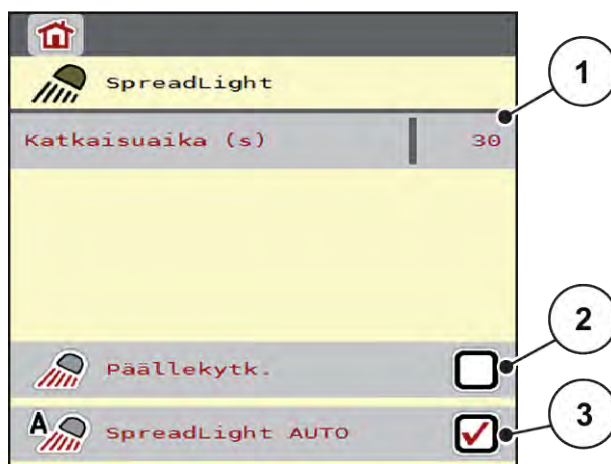 SpreadLight
1
Katkaisuaika (s) 30
Päällekytk.
2
A
SpreadLight AUTO
3